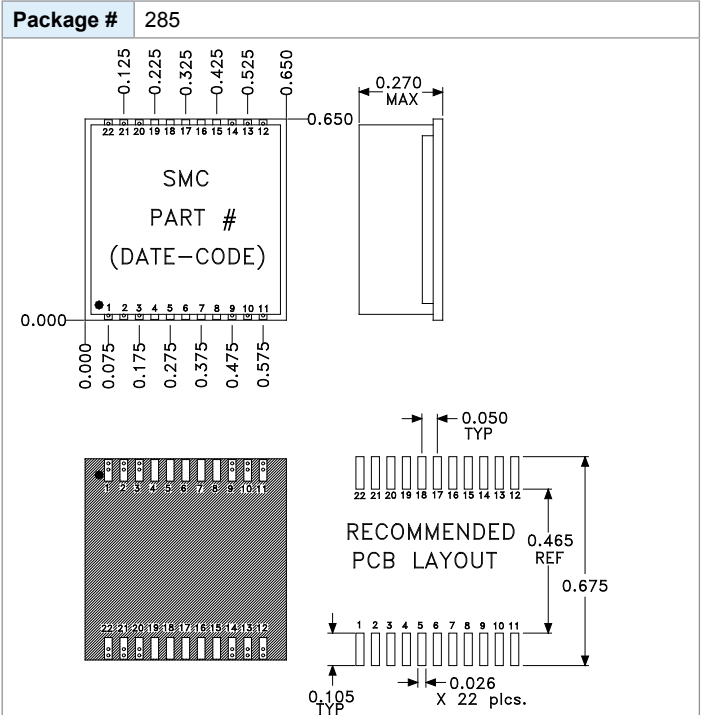 Package # 285
0.125 0.225 0.325 0.425 0.525 0.650
0.270
MAX
0.650
22 21 20 19 18 17 16 15 14 13 12
SMC
PART #
(DATE-CODE)
1 2 3 4 5 6 7 8 9 10 11
0.000
0.000 0.075 0.175 0.275 0.375 0.475 0.575
0.050
TYP
1 2 3 4 5 6 7 8 9 10 11
22 21 20 19 18 17 16 15 14 13 12
22 21 20 19 18 17 16 15 14 13 12
RECOMMENDED
PCB LAYOUT
0.465
REF
0.675
1 2 3 4 5 6 7 8 9 10 11
0.105
TYP
0.026
X 22 plcs.